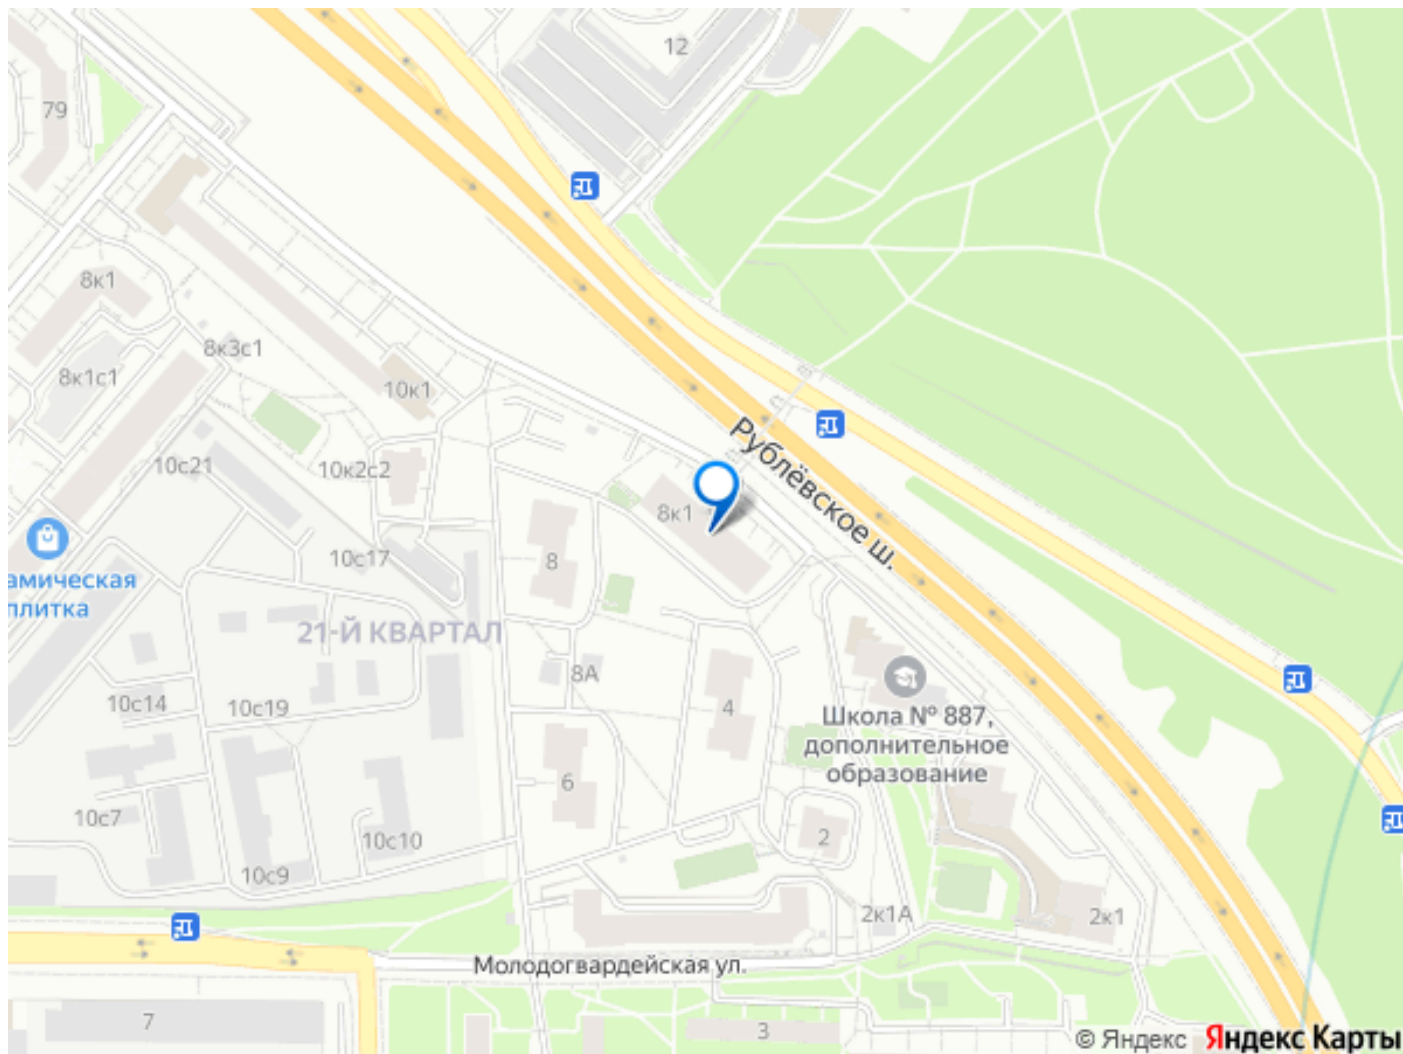 12
79
8к1
8к3с1
8к1с1
10к1
10с21
10к2с2
Рублёвское ш.
8к1
8
10с17
амическая
плитка
21-Й КВАРТАЛ
8А
10с14
10с19
4
Школа № 887,
дополнительное
образование
6
10с7
10с10
2
10с9
2к1А
2к1
Молодогвардейская ул.
7
3
© Яндекс Яндекс Карты